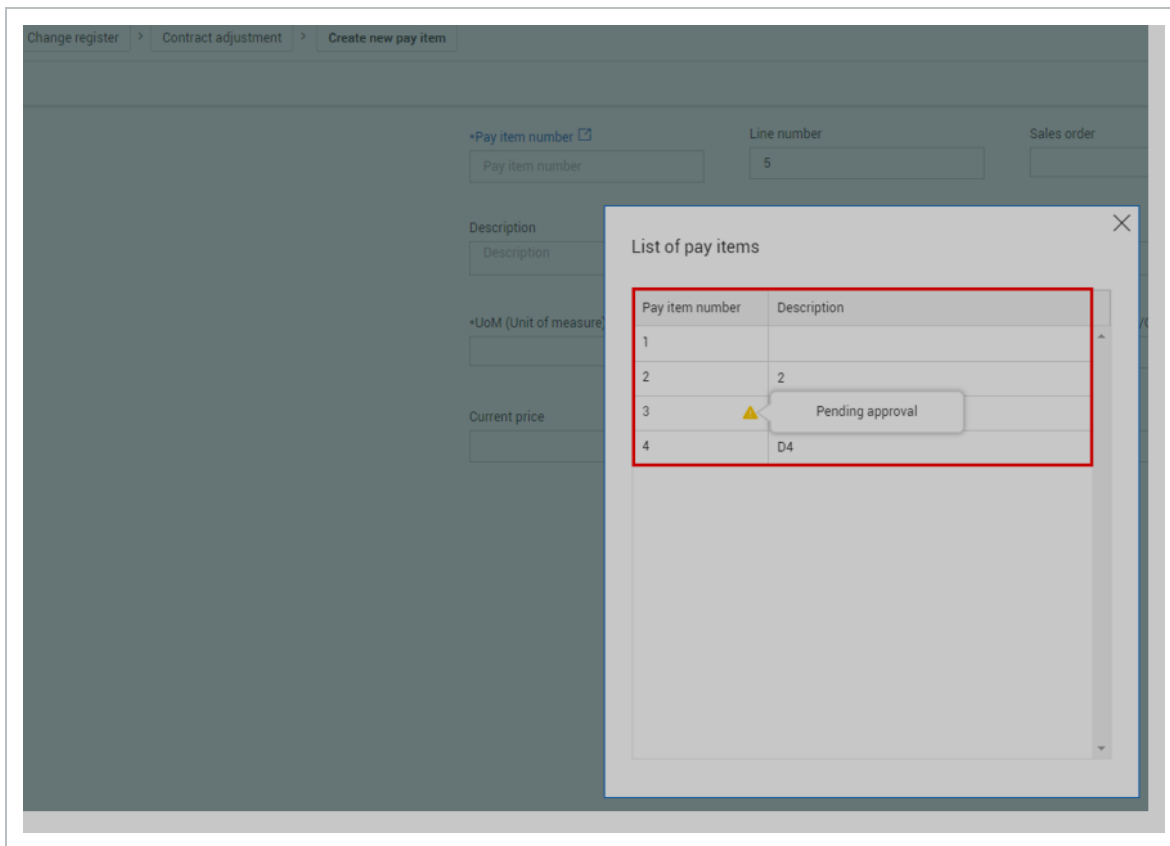 Change register > Contract adjustment > Create new pay item
*Pay item number Line number Sales order
Pay item number 5
Description
Description
List of pay items
Pay item number Description
*UoM (Unit of measure)
1
2 2
3 Pending approval
Current price
4 D4